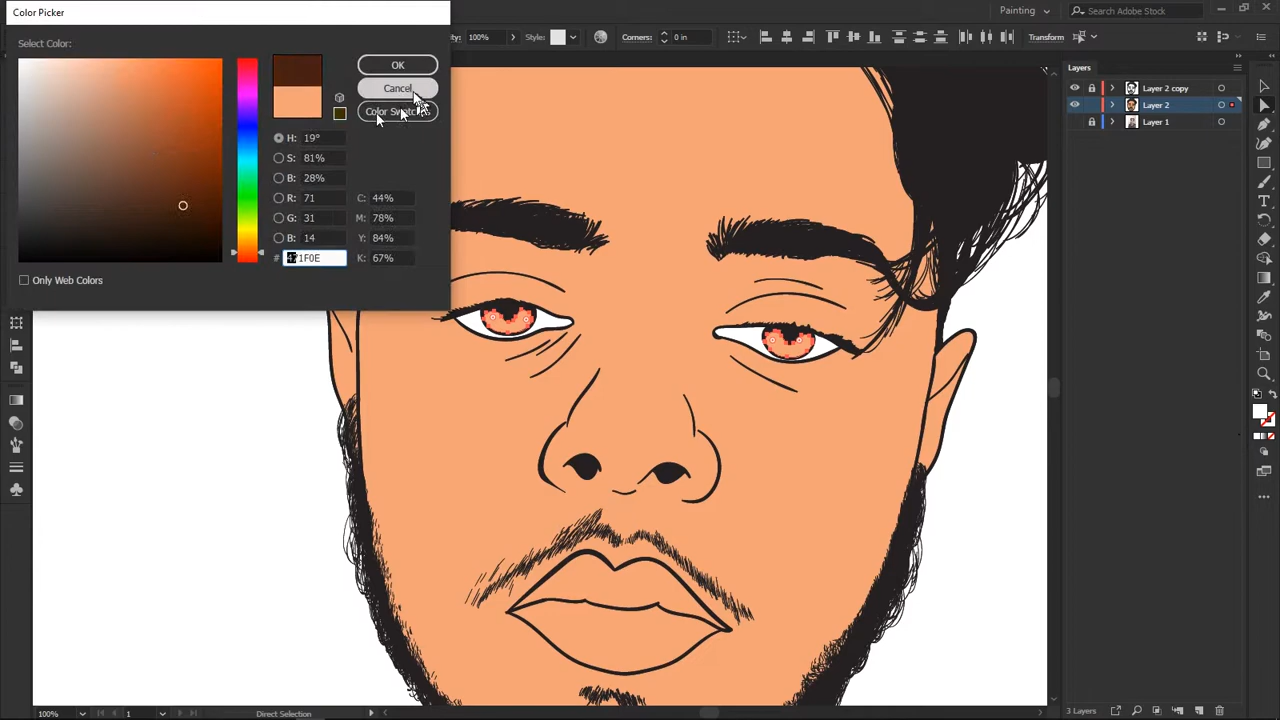 Color Picker
Painting
Search Adobe Stock
Select Color:
OK
Cancel
100%
Style:
Corners:
0 in
Transform
Layers
Layer 2 copy
Layer 2
Layer 1
H: 19°
S: 81%
B: 28%
R: 71
C: 44%
G: 31
M: 78%
B: 14
Y: 84%
# 471F0E
K: 67%
Only Web Colors
100%
1
Direct Selection
3 Layers